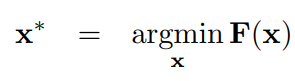 x* = argmin F(x)
x